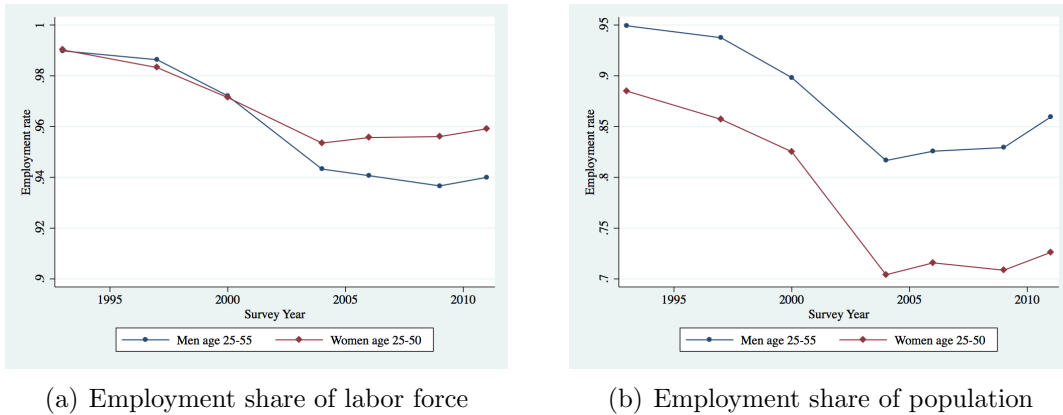 1
.98
.96
.94
.92
.9
Employment rate
1995 2000 2005 2010
Survey Year
Men age 25-55 Women age 25-50
(a) Employment share of labor force
.95
.9
.85
.8
.75
.7
Employment rate
1995 2000 2005 2010
Survey Year
Men age 25-55 Women age 25-50
(b) Employment share of population